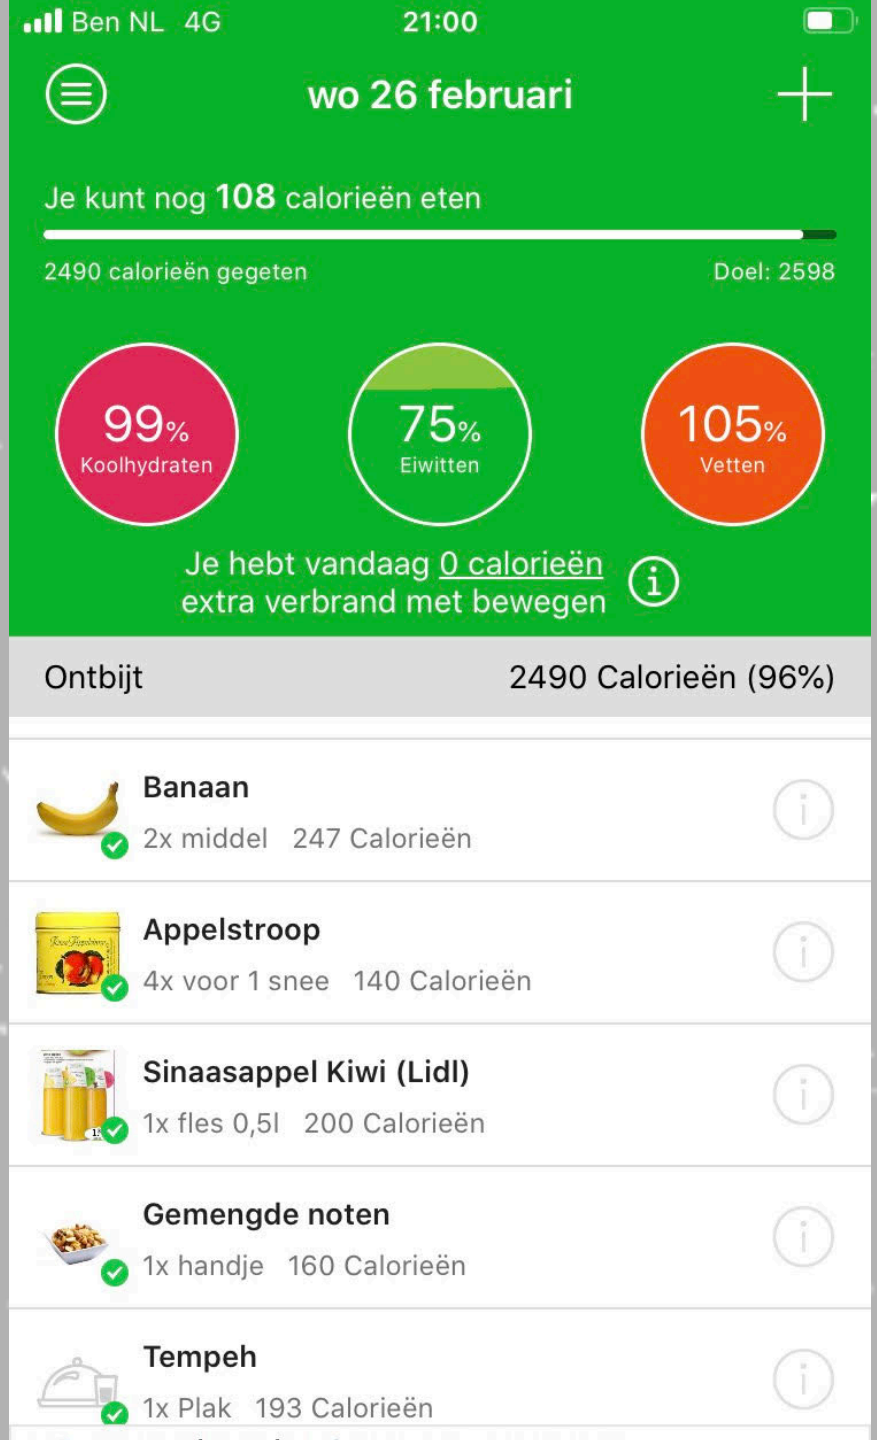 Ben NL 4G 21:00
wo 26 februari
Je kunt nog 108 calorieën eten
2490 calorieën gegeten Doel: 2598
99% 75% 105%
Koolhydraten Eiwitten Vetten
Je hebt vandaag 0 calorieën
extra verbrand met bewegen
Ontbijt 2490 Calorieën (96%)
Banaan
2x middel 247 Calorieën
Appelstroop
4x voor 1 snee 140 Calorieën
Sinaasappel Kiwi (Lidl)
1x fles 0,5l 200 Calorieën
Gemengde noten
1x handje 160 Calorieën
Tempeh
1x Plak 193 Calorieën